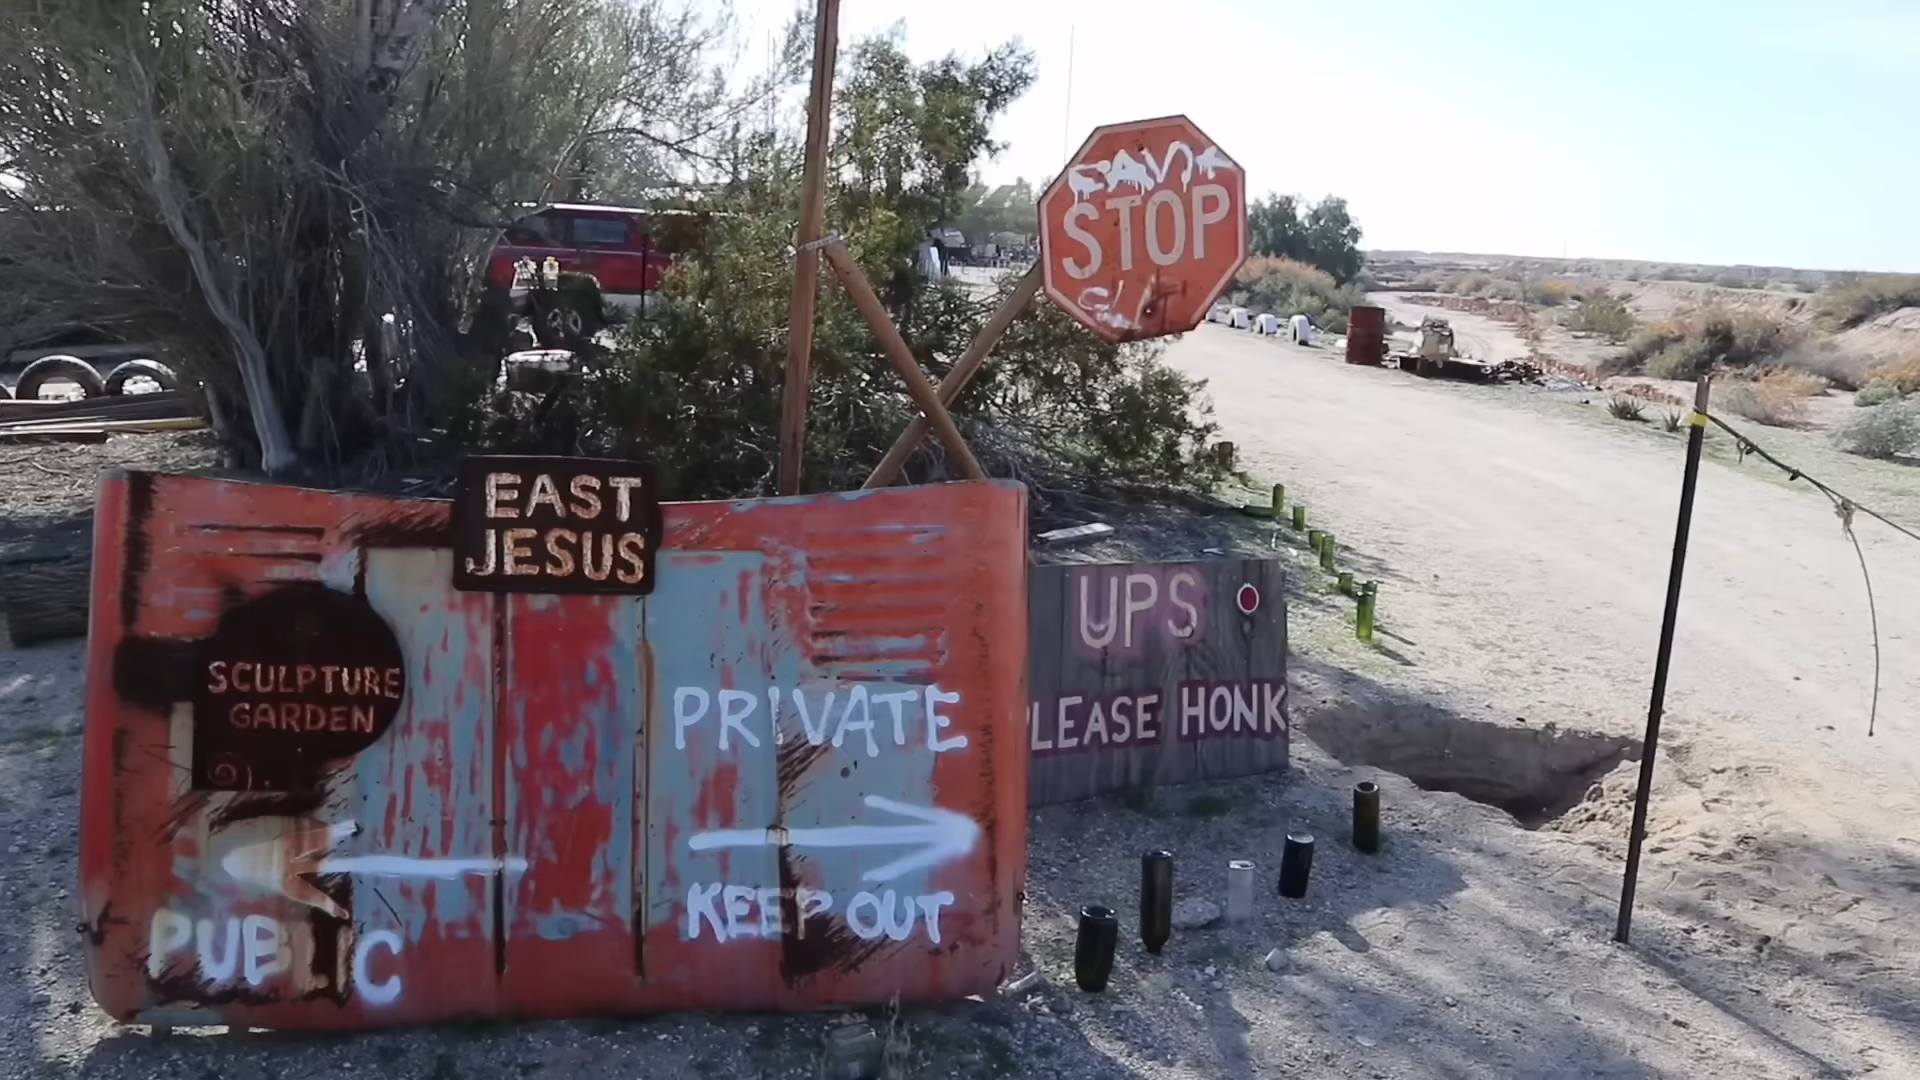 STOP
EAST
JESUS
SCULPTURE
GARDEN
PUBLIC
PRIVATE
KEEP OUT
UPS
PLEASE HONK